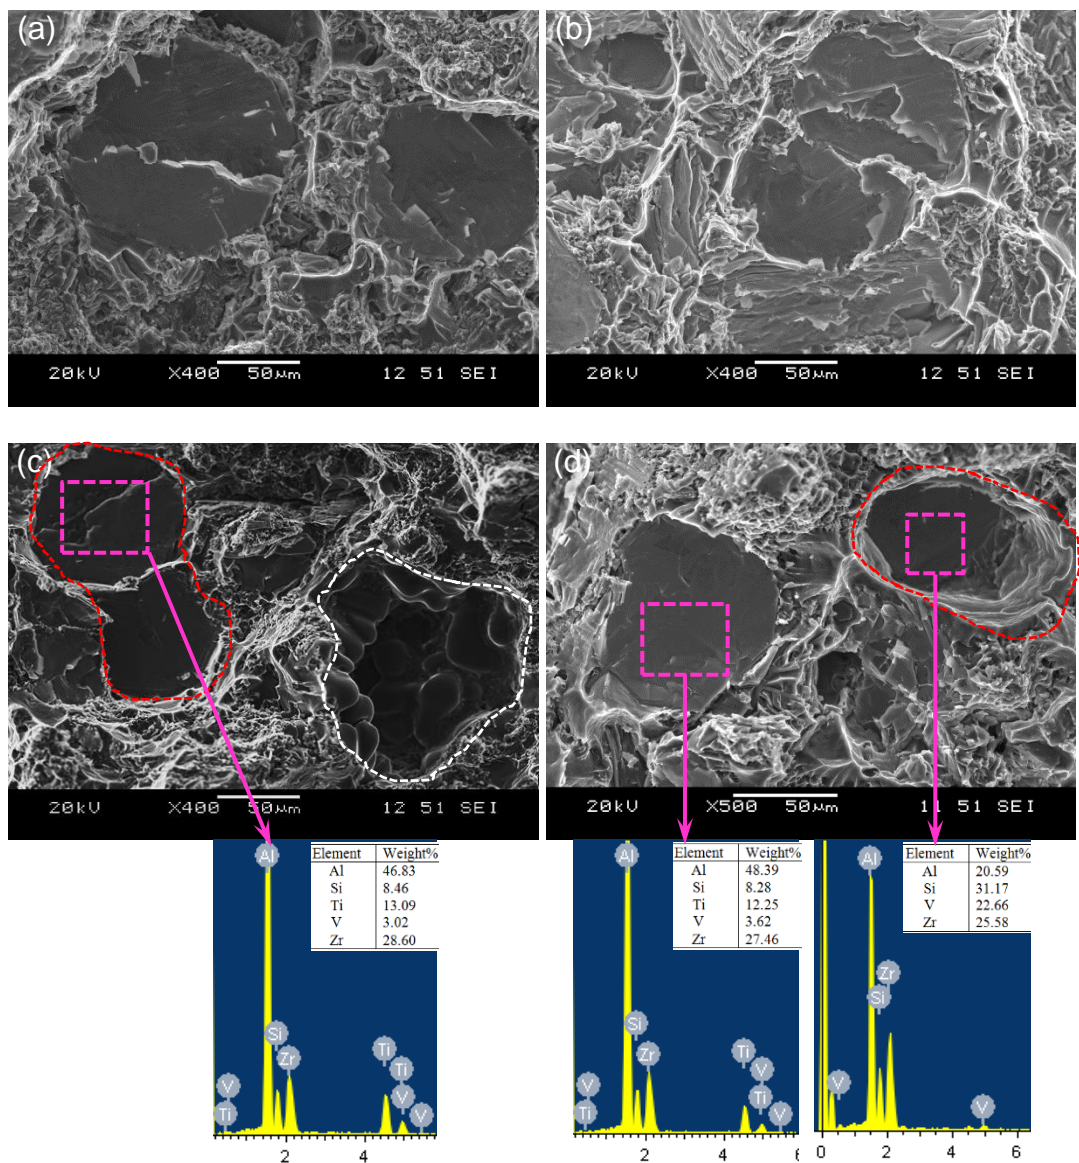 (a)
(b)
20kV X400 50μm 12 51 SEI
20kV X400 50μm 12 51 SEI
(c)
(d)
20kV X400 50μm 12 51 SEI
20kV X500 50μm 51 SEI
Al
Element Weight%
Al 46.83
Si 8.46
Ti 13.09
V 3.02
Zr 28.60
Si
Zr
Ti
Ti
V
V
V
Ti
2
4
Al
Element Weight%
Al 48.39
Si 8.28
Ti 12.25
V 3.62
Zr 27.46
Si
Zr
Ti
V
Ti
V
V
Ti
2
4
6
Al
Element Weight%
Al 20.59
Si 31.17
V 22.66
Zr 25.58
Zr
Si
V
V
0
2
4
6